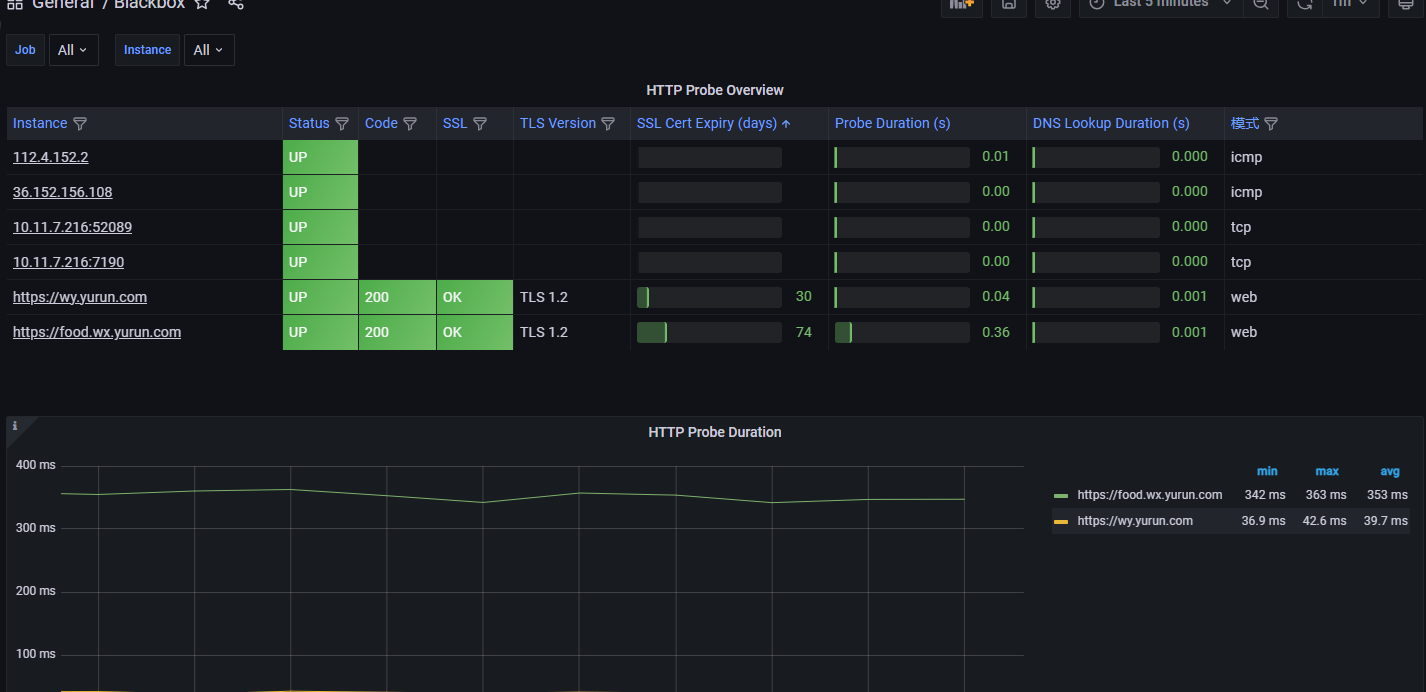 General / Blackbox
Last 5 minutes 1m
Job All Instance All
HTTP Probe Overview
Instance Status Code SSL TLS Version SSL Cert Expiry (days) Probe Duration (s) DNS Lookup Duration (s) 模式
112.4.152.2 UP 0.01 0.000 icmp
36.152.156.108 UP 0.00 0.000 icmp
10.11.7.216:52089 UP 0.00 0.000 tcp
10.11.7.216:7190 UP 0.00 0.000 tcp
https://wy.yurun.com UP 200 OK TLS 1.2 30 0.04 0.001 web
https://food.wx.yurun.com UP 200 OK TLS 1.2 74 0.36 0.001 web
HTTP Probe Duration
400 ms
300 ms
200 ms
100 ms
min max avg
https://food.wx.yurun.com 342 ms 363 ms 353 ms
https://wy.yurun.com 36.9 ms 42.6 ms 39.7 ms